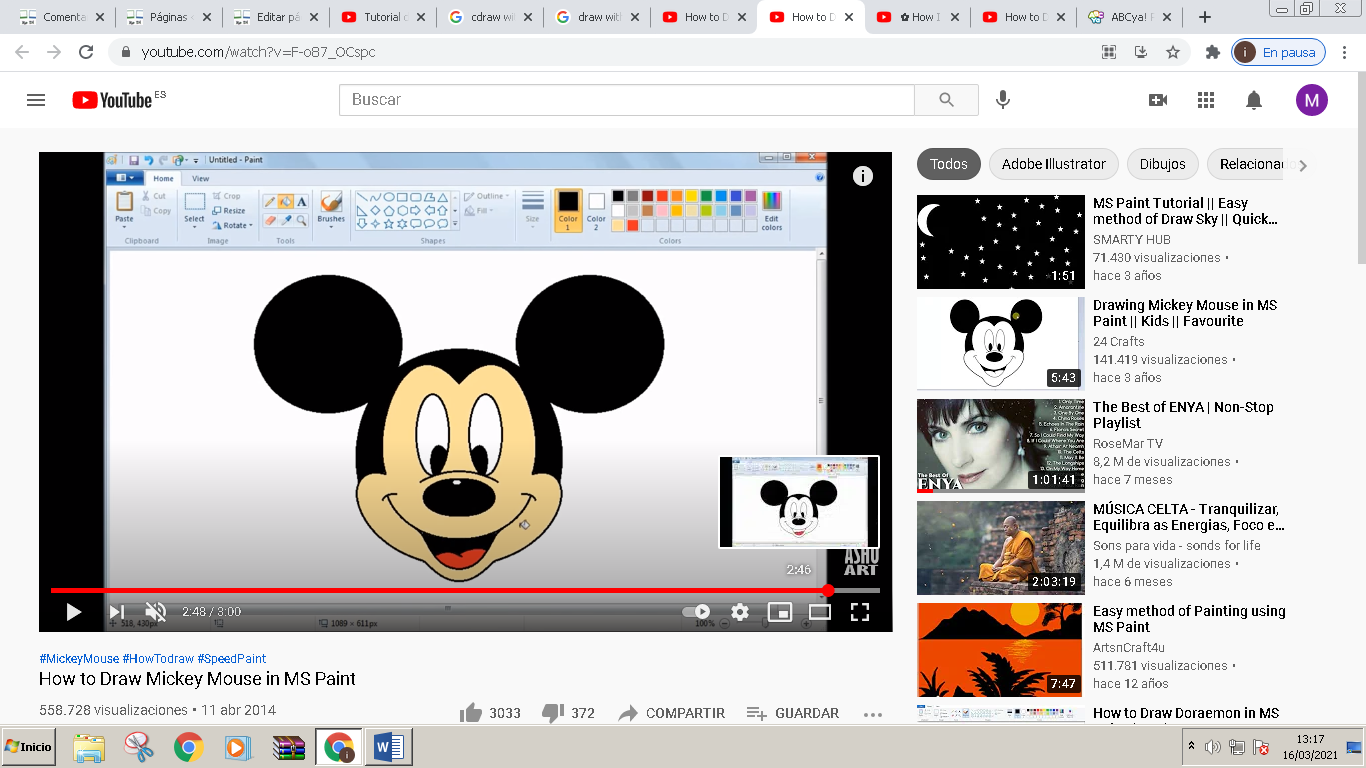 Comenta
Páginas
Editar pá
Tutorial d
cdraw wi
draw with
How to c
How to D
✿ How I
How to D
ABCya! P
youtube.com/watch?v=F-o87_OCspc
i
En pausa
YouTube ES
Buscar
M
Untitled - Paint
Home View
Paste
Cut
Copy
Clipboard
Select
Crop
Resize
Rotate
Image
A
Tools
Brushes
Shapes
Outline
Fill
Size
Color 1
Color 2
Edit colors
Colors
ASHU ART
2:46
2:48 / 3:00
518, 430px
1089 × 611px
100%
#MickeyMouse #HowTodraw #SpeedPaint
How to Draw Mickey Mouse in MS Paint
558.728 visualizaciones • 11 abr 2014
3033
372
COMPARTIR
GUARDAR
Todos
Adobe Illustrator
Dibujos
Relacionado
MS Paint Tutorial || Easy
method of Draw Sky || Quick...
SMARTY HUB
71.430 visualizaciones •
hace 3 años
1:51
Drawing Mickey Mouse in MS
Paint || Kids || Favourite
24 Crafts
141.419 visualizaciones •
hace 3 años
5:43
The Best of ENYA | Non-Stop
Playlist
RoseMar TV
8,2 M de visualizaciones •
hace 7 meses
The Best Of
ENYA
1:01:41
MÚSICA CELTA - Tranquilizar,
Equilibra as Energias, Foco e...
Sons para vida - sonds for life
1,4 M de visualizaciones •
hace 6 meses
2:03:19
Easy method of Painting using
MS Paint
ArtsnCraft4u
511.781 visualizaciones •
hace 12 años
7:47
How to Draw Doraemon in MS
Inicio
13:17
16/03/2021